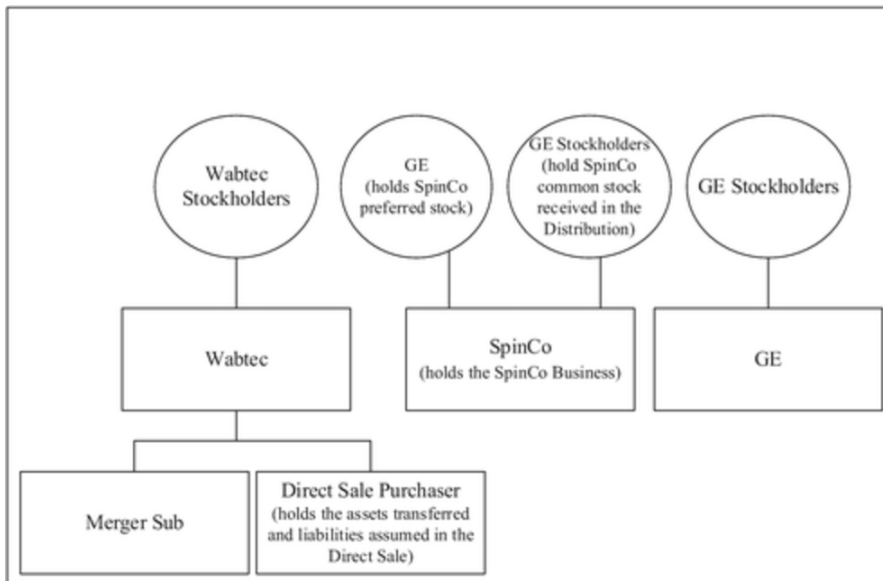 Wabtec
Stockholders
GE
(holds SpinCo
preferred stock)
GE Stockholders
(hold SpinCo
common stock
received in the
Distribution)
GE Stockholders
Wabtec
SpinCo
(holds the SpinCo Business)
GE
Merger Sub
Direct Sale Purchaser
(holds the assets transferred
and liabilities assumed in the
Direct Sale)